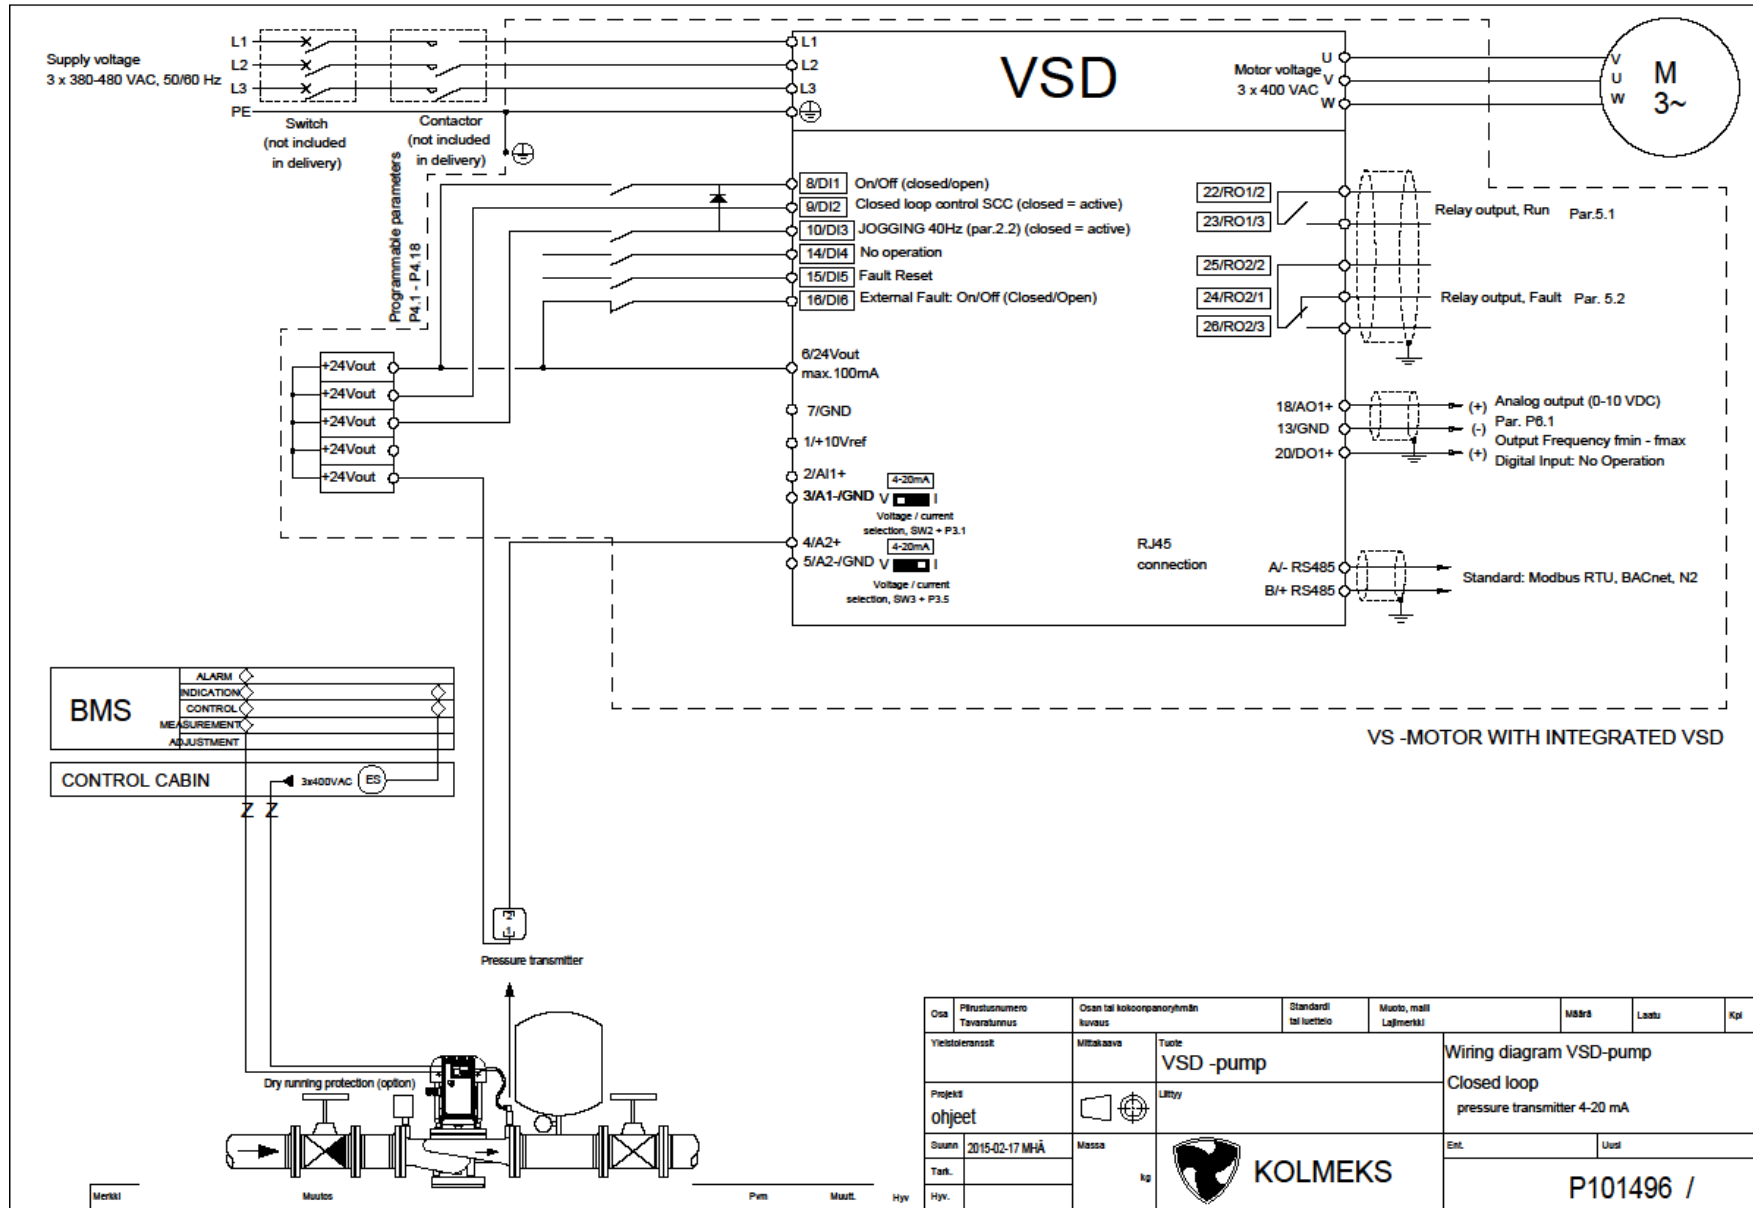 Supply voltage
3 x 380-480 VAC, 50/60 Hz
L1
L2
L3
PE
Switch
(not included
in delivery)
Contactor
(not included
in delivery)
L1
L2
L3
VSD
Motor voltage
3 x 400 VAC
U
V
W
V
U
W
M
3~
Programmable parameters
P4.1 - P4.18
8/DI1 On/Off (closed/open)
9/DI2 Closed loop control SCC (closed = active)
10/DI3 JOGGING 40Hz (par.2.2) (closed = active)
14/DI4 No operation
15/DI5 Fault Reset
16/DI6 External Fault: On/Off (Closed/Open)
22/RO1/2
23/RO1/3
Relay output, Run Par.5.1
25/RO2/2
24/RO2/1
26/RO2/3
Relay output, Fault Par. 5.2
+24Vout
+24Vout
+24Vout
+24Vout
+24Vout
6/24Vout
max.100mA
7/GND
1/+10Vref
2/AI1+
3/A1-/GND
4-20mA
V I
Voltage / current
selection, SW2 + P3.1
4/A2+
5/A2-/GND
4-20mA
V I
Voltage / current
selection, SW3 + P3.5
18/AO1+
13/GND
20/DO1+
(+)
(-)
(+)
Analog output (0-10 VDC)
Par. P6.1
Output Frequency fmin - fmax
Digital Input: No Operation
RJ45
connection
A/- RS485
B/+ RS485
Standard: Modbus RTU, BACnet, N2
VS -MOTOR WITH INTEGRATED VSD
BMS
ALARM
INDICATION
CONTROL
MEASUREMENT
ADJUSTMENT
CONTROL CABIN
3x400VAC
ES
Z Z
2
1
Pressure transmitter
Dry running protection (option)
Merkki
Muutos
Pvm
Muutt.
Hyv
Osa
Piirustusnumero
Tavaratunnus
Osan tai kokoonpanoryhmän
kuvaus
Standardi
tai luettelo
Muoto, malli
Lajimerkki
Määrä
Laatu
Kpl
Yleistoleranssit
Mittakaava
Tuote
VSD -pump
Wiring diagram VSD-pump
Closed loop
pressure transmitter 4-20 mA
Projekti
ohjeet
Liittyy
Suunn
2015-02-17 MHÄ
Massa
kg
Tark.
Hyv.
KOLMEKS
Ent.
Uusi
P101496 /